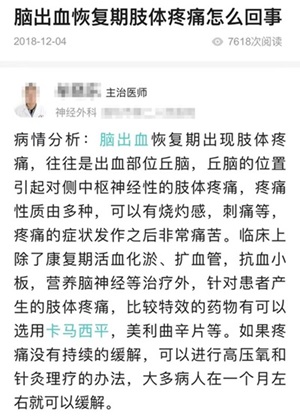 脑出血恢复期肢体疼痛怎么回事
2018-12-04
7618次阅读
主治医师
神经外科
病情分析：脑出血恢复期出现肢体疼
痛，往往是出血部位丘脑，丘脑的位置
引起对侧中枢神经性的肢体疼痛，疼痛
性质由多种，可以有烧灼感，刺痛等，
疼痛的症状发作之后非常痛苦。临床上
除了康复期活血化淤、扩血管，抗血小
板，营养脑神经等治疗外，针对患者产
生的肢体疼痛，比较特效的药物有可以
选用卡马西平，美利曲辛片等。如果疼
痛没有持续的缓解，可以进行高压氧和
针灸理疗的办法，大多病人在一个月左
右就可以缓解。